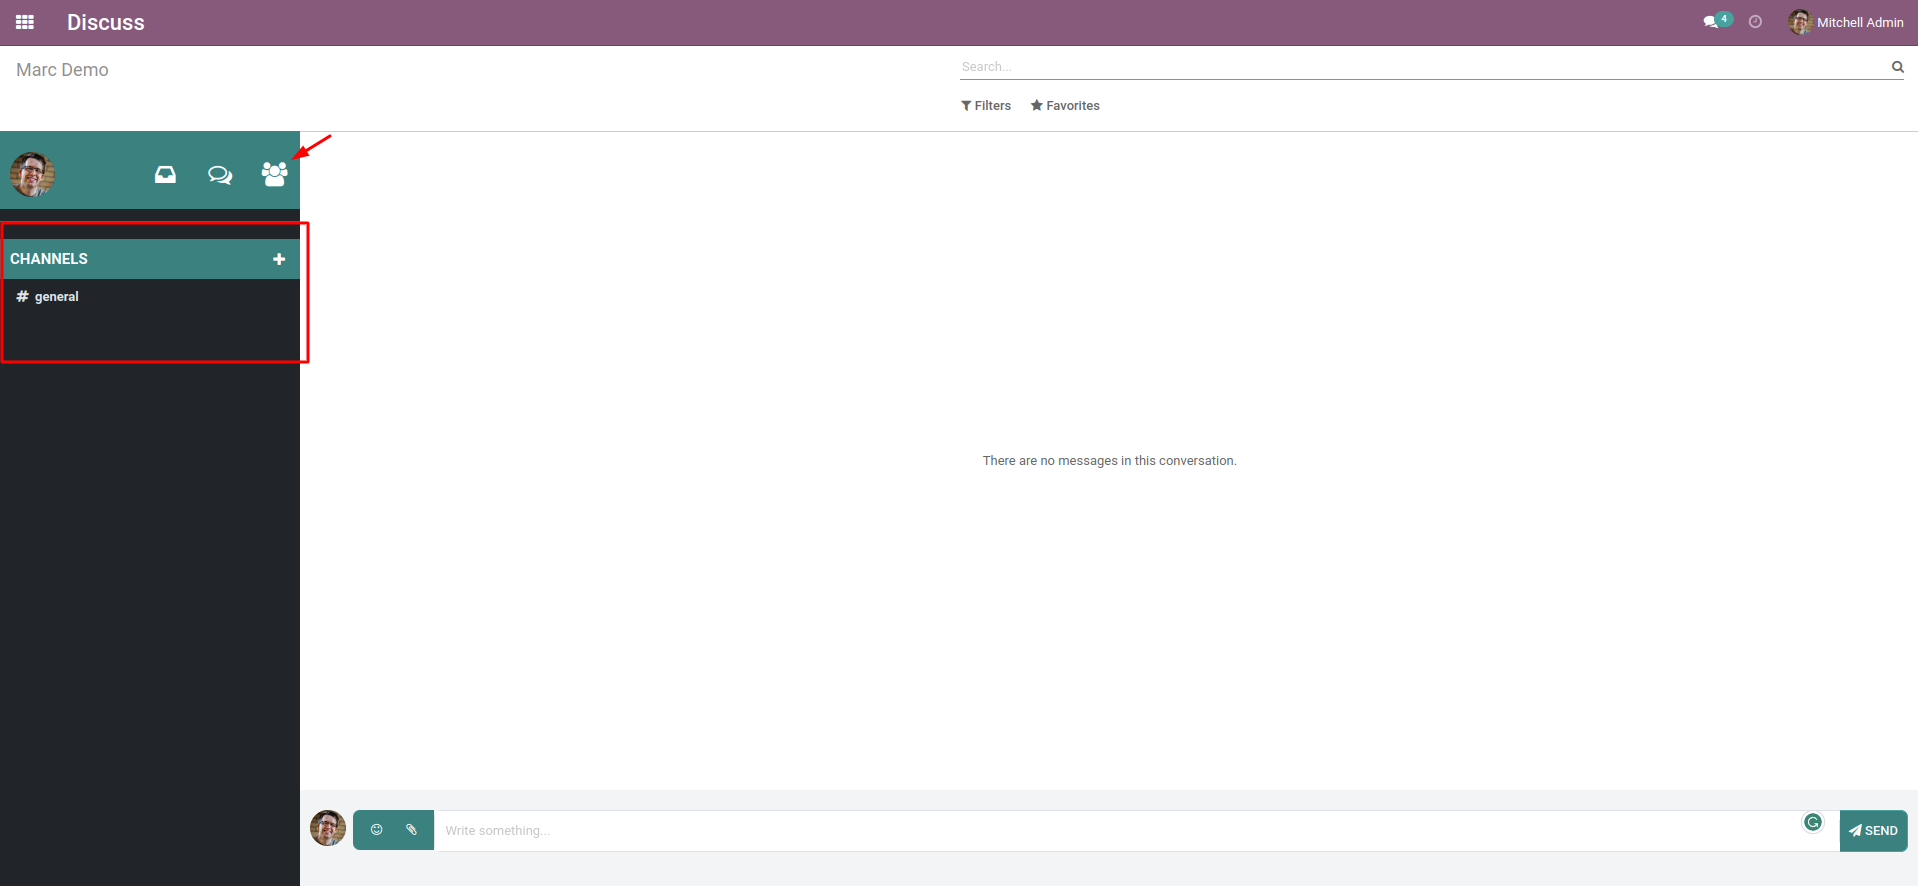 Discuss
4
Mitchell Admin
Marc Demo
Search...
Filters
Favorites
CHANNELS
# general
There are no messages in this conversation.
Write something...
SEND